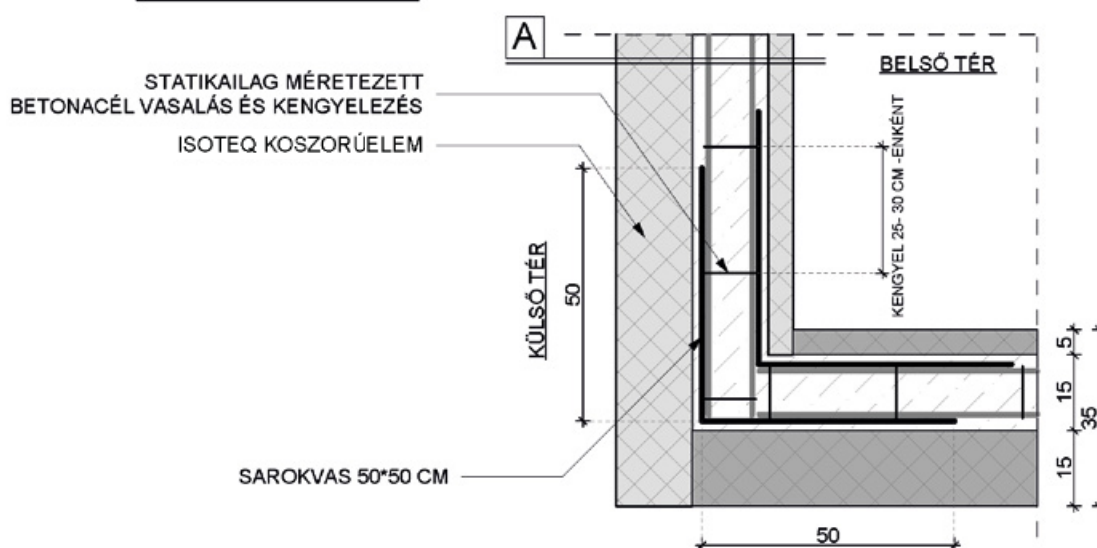 A
BELSŐ TÉR
STATIKAILAG MÉRETEZETT
BETONACÉL VASALÁS ÉS KENGYELEZÉS
ISOTEQ KOSZORÚELEM
KENGYEL 25- 30 CM -ENKÉNT
KÜLSŐ TÉR
50
5
15
35
15
SAROKVAS 50*50 CM
50